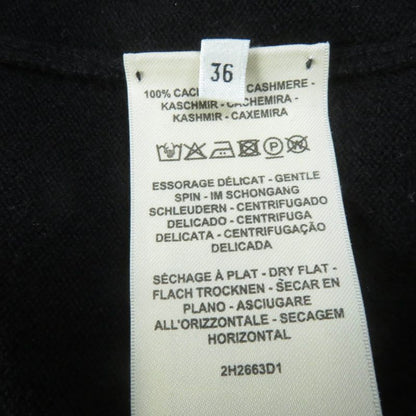 36
100% CAC CASHMERE -
KASCHMIR - CACHEMIRA -
KASHMIR - CAXEMIRA
ESSORAGE DÉLICAT - GENTLE
SPIN - IM SCHONGANG
SCHLEUDERN - CENTRIFUGADO
DELICADO - CENTRIFUGA
DELICATA - CENTRIFUGAÇÃO
DELICADA
SÉCHAGE À PLAT - DRY FLAT -
FLACH TROCKNEN - SECAR EN
PLANO - ASCIUGARE
ALL'ORIZZONTALE - SECAGEM
HORIZONTAL
2H2663D1